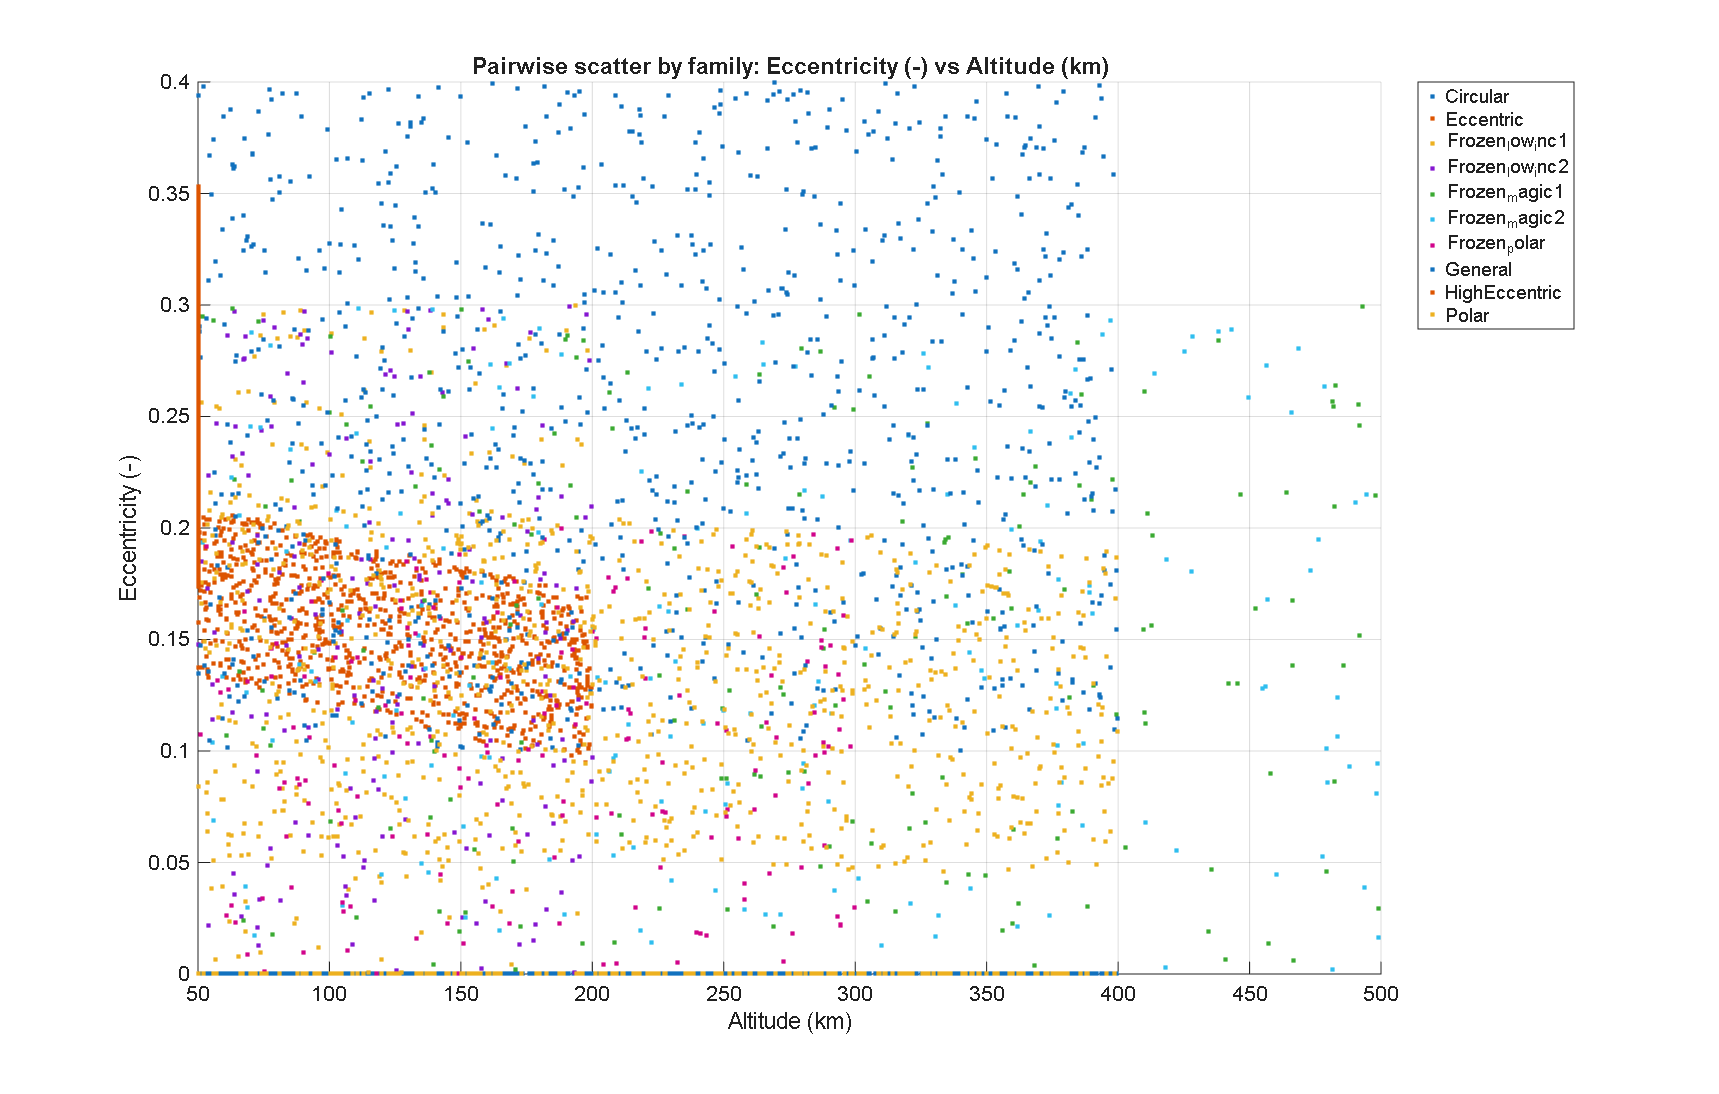 Pairwise scatter by family: Eccentricity (-) vs Altitude (km)
0.4
0.35
0.3
0.25
0.2
0.15
0.1
0.05
0
Eccentricity (-)
50 100 150 200 250 300 350 400 450 500
Altitude (km)
Circular
Eccentric
Frozenlowinc1
Frozenlowinc2
Frozenmagic1
Frozenmagic2
Frozenpolar
General
HighEccentric
Polar